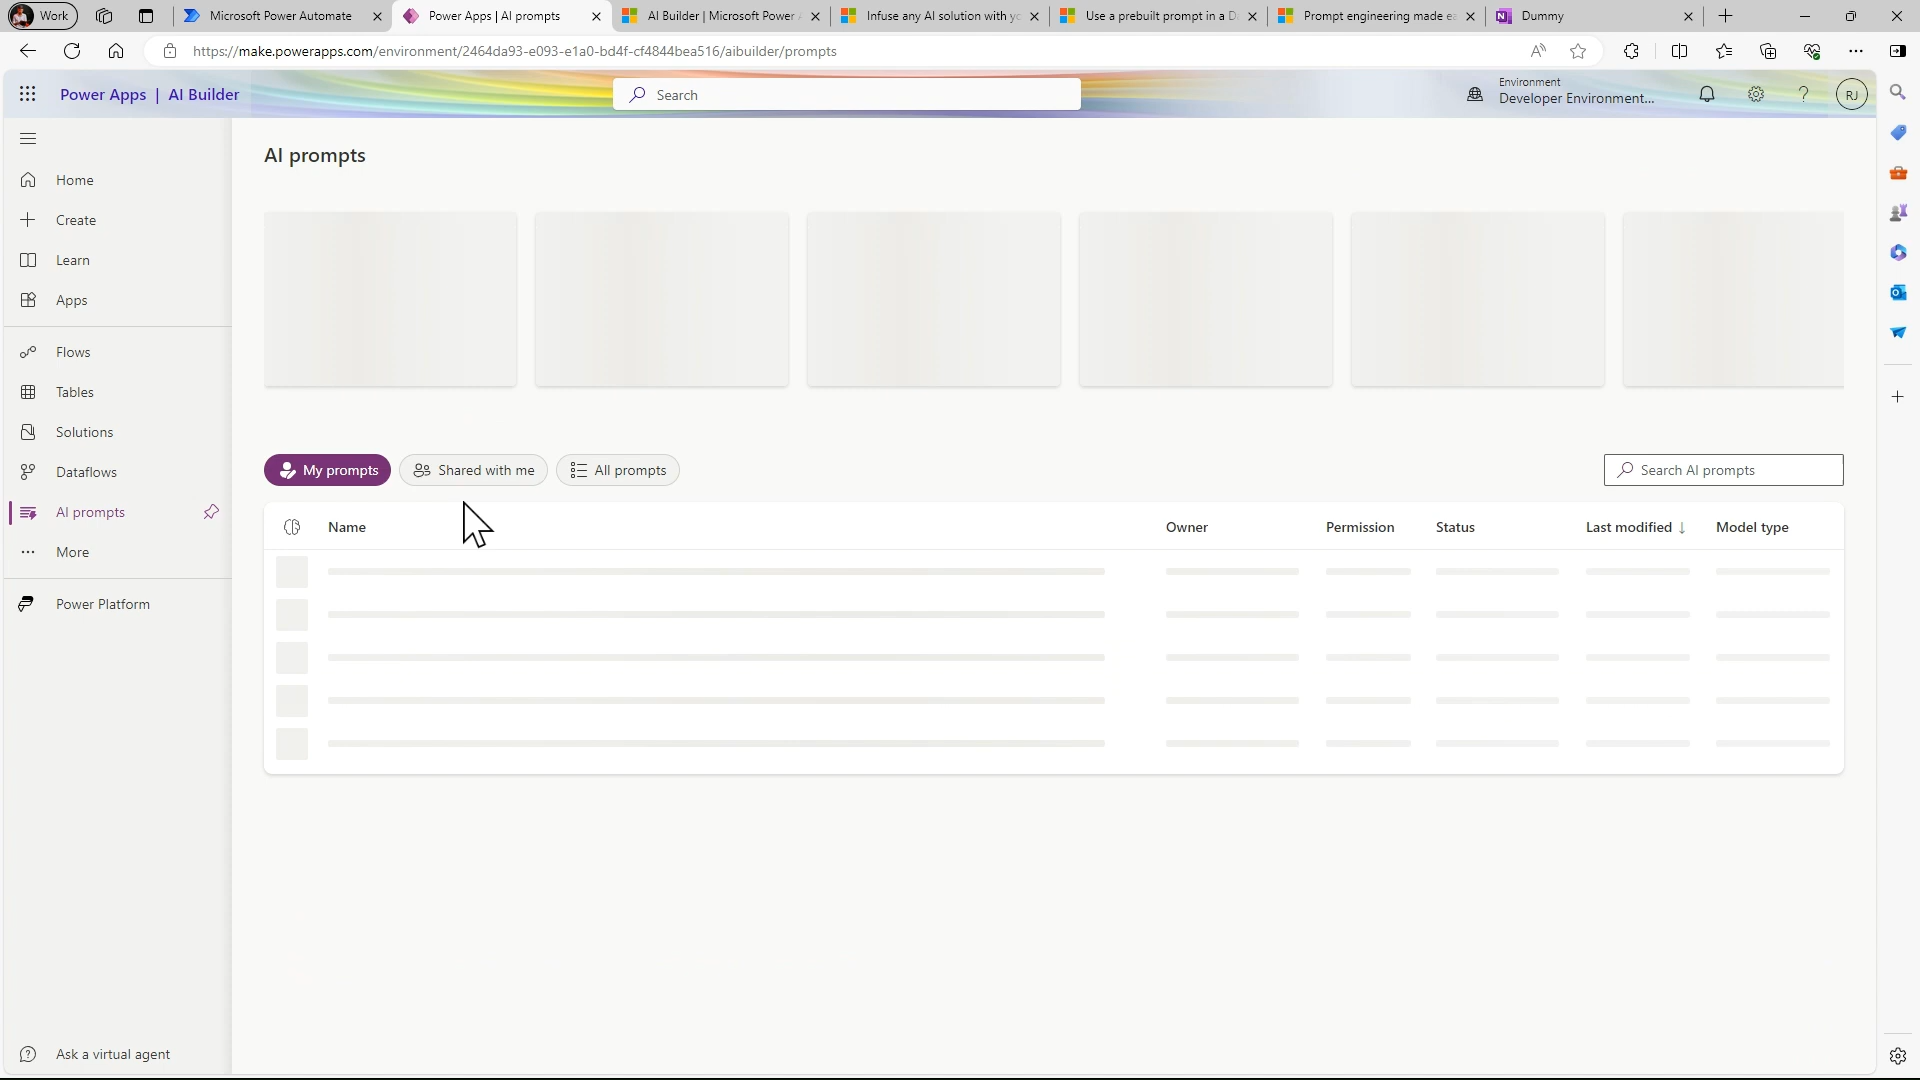 Work
Microsoft Power Automate
Power Apps | AI prompts
AI Builder | Microsoft Power
Infuse any AI solution with yo
Use a prebuilt prompt in a D
Prompt engineering made ea
Dummy
https://make.powerapps.com/environment/2464da93-e093-e1a0-bd4f-cf4844bea516/aibuilder/prompts
Power Apps | AI Builder
Search
Environment
Developer Environment...
RJ
AI prompts
Home
Create
Learn
Apps
Flows
Tables
Solutions
Dataflows
AI prompts
More
Power Platform
Ask a virtual agent
My prompts
Shared with me
All prompts
Search AI prompts
Name
Owner
Permission
Status
Last modified ↓
Model type